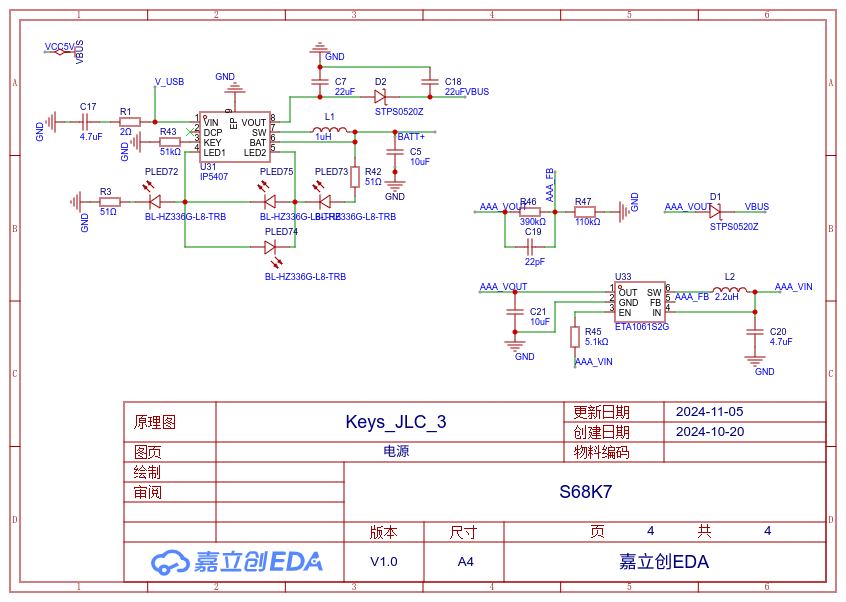 1 2 3 4 5 6
A A
B B
C C
D D
VCC5V
VBUS
V_USB
GND
C17
4.7uF
R1
2Ω
GND
GND
R43
51kΩ
GND
1 VIN VOUT 8
2 DCP SW 7
3 KEY BAT 6
4 LED1 LED2 5
EP 9
U31
IP5407
GND
C7
22uF
D2
STPS0520Z
C18
22uF
VBUS
L1
1uH
BATT+
C5
10uF
GND
R42
51Ω
PLED72
BL-HZ336G-L8-TRB
PLED75
BL-HZ336G-L8-TRB
PLED73
BL-HZ336G-L8-TRB
PLED74
BL-HZ336G-L8-TRB
R3
51Ω
GND
AAA_VOUT
R46
390kΩ
C19
22pF
AAA_FB
R47
110kΩ
GND
AAA_VOUT
D1
STPS0520Z
VBUS
AAA_VOUT
C21
10uF
GND
U33
1 OUT SW 6
2 GND FB 5
3 EN IN 4
ETA1061S2G
R45
5.1kΩ
AAA_VIN
AAA_FB
L2
2.2uH
AAA_VIN
C20
4.7uF
GND
原理图 Keys_JLC_3 更新日期 2024-11-05
创建日期 2024-10-20
图页 电源 物料编码
绘制
审阅
S68K7
版本 尺寸 页 4 共 4
嘉立创EDA V1.0 A4 嘉立创EDA
1 2 3 4 5 6